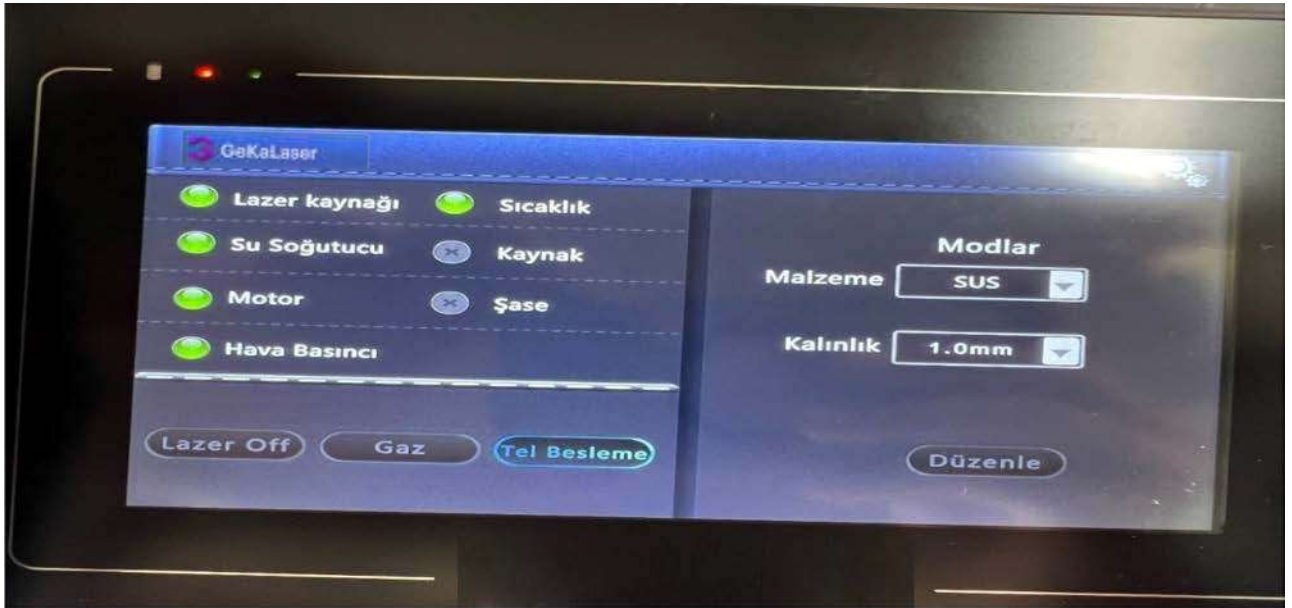 GeKaLaser
Lazer kaynağı
Sıcaklık
Su Soğutucu
Kaynak
Motor
Şase
Hava Basıncı
Lazer Off
Gaz
Tel Besleme
Modlar
Malzeme
SUS
Kalınlık
1.0mm
Düzenle